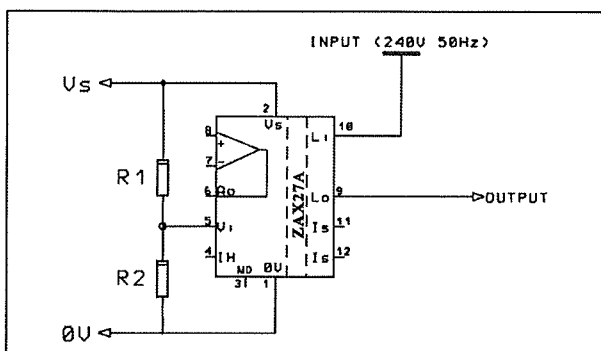 INPUT (240V 50Hz)
Vs
2
Vs
8
+
10
Li
7
-
R1
6
Ao
ZAX27A
Lo
9
OUTPUT
5
Vi
Is
11
4
IH
Is
12
R2
ND
0V
3
1
0V